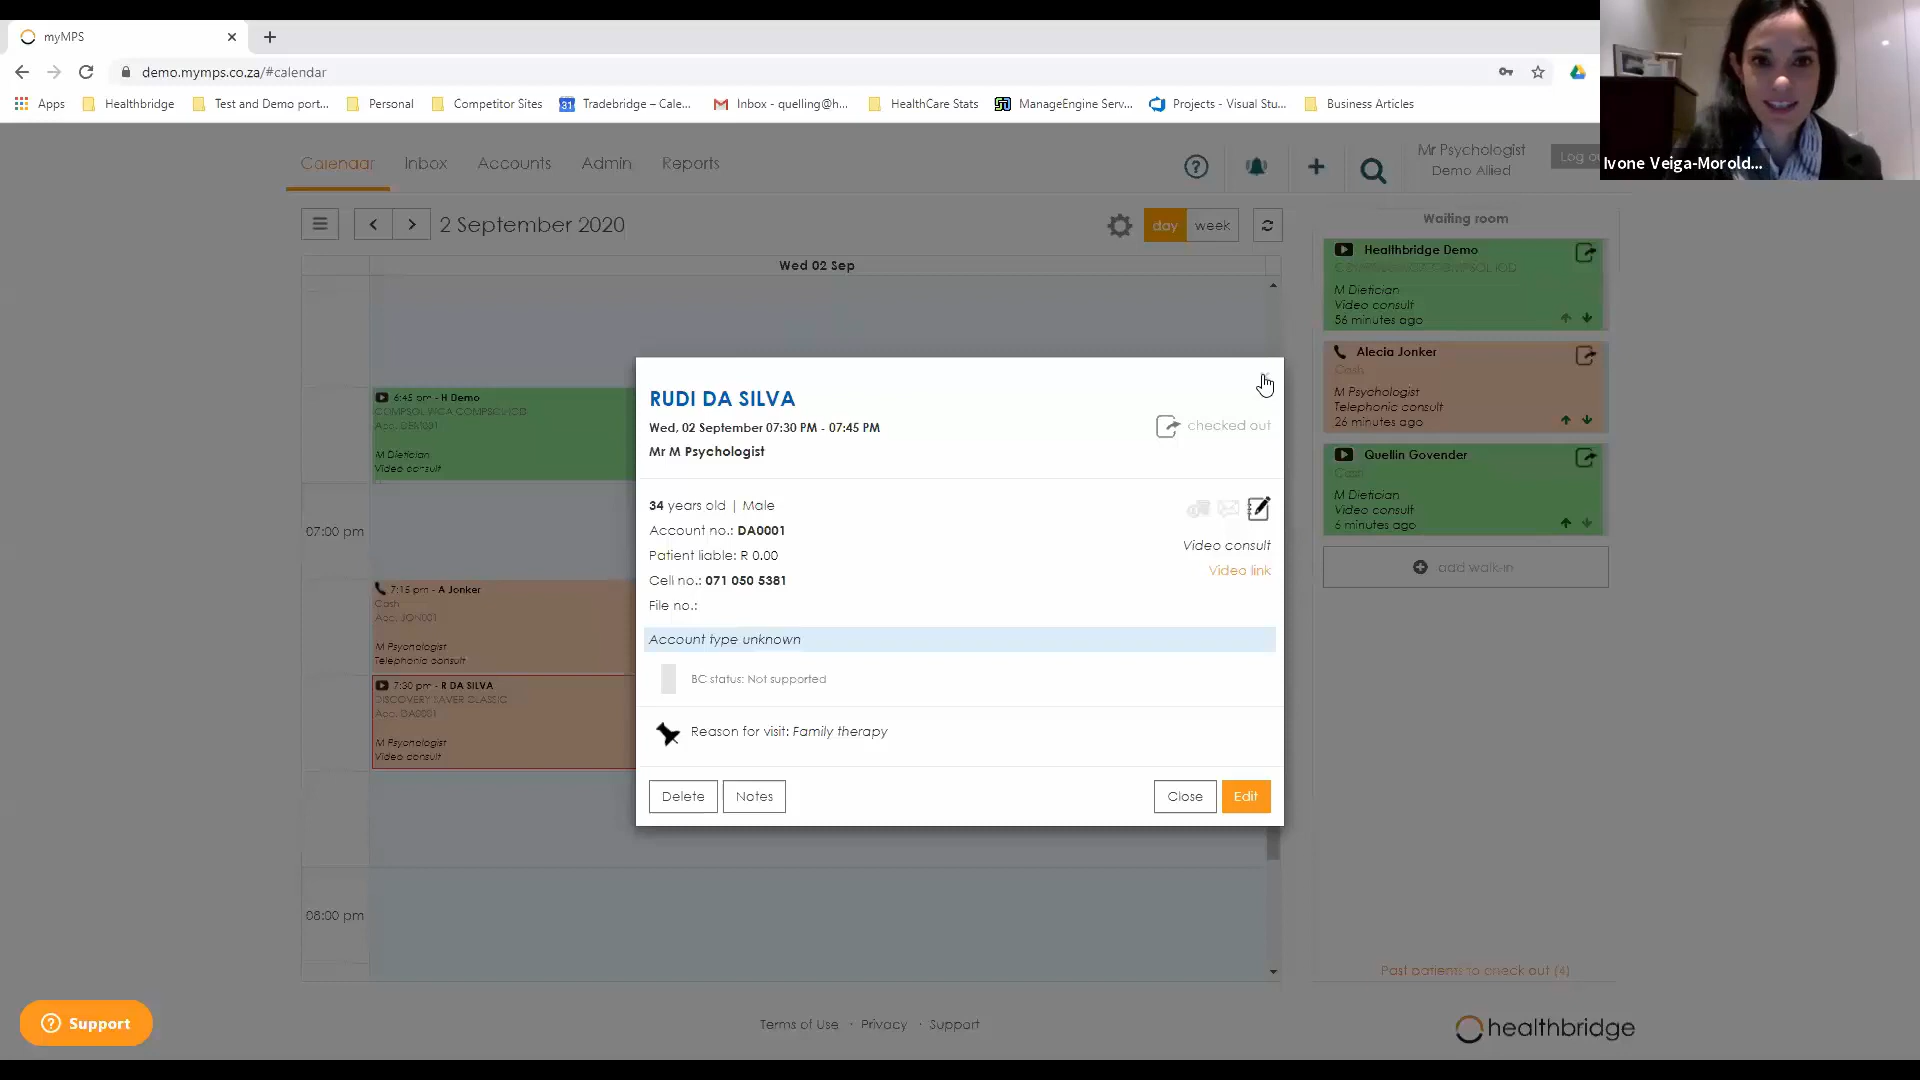 myMPS
demo.mymps.co.za/#calendar
Apps Healthbridge Test and Demo port... Personal Competitor Sites 31 Tradebridge – Cale... Inbox - quelling@h... HealthCare Stats ManageEngine Serv... Projects - Visual Stu... Business Articles
Ivone Veiga-Morold...
Calendar Inbox Accounts Admin Reports
Mr Psychologist
Demo Allied
Log o
2 September 2020
day week
Wed 02 Sep
6:45 pm - H Demo
M Dietician
Video consult
07:00 pm
7:15 pm - A Jonker
Cash
Acc. JON001
M Psychologist
Telephonic consult
7:30 pm - R DA SILVA
DISCOVERY SAVER CLASSIC
Acc. DA0001
M Psychologist
Video consult
08:00 pm
RUDI DA SILVA
Wed, 02 September 07:30 PM - 07:45 PM
Mr M Psychologist
checked out
34 years old | Male
Account no.: DA0001
Patient liable: R 0.00
Cell no.: 071 050 5381
File no.:
Video consult
Video link
Account type unknown
BC status: Not supported
Reason for visit: Family therapy
Delete Notes Close Edit
Waiting room
Healthbridge Demo
M Dietician
Video consult
56 minutes ago
Alecia Jonker
Cash
M Psychologist
Telephonic consult
26 minutes ago
Quellin Govender
Cash
M Dietician
Video consult
6 minutes ago
add walk-in
Past patients to check out (4)
Support
Terms of Use · Privacy · Support
healthbridge